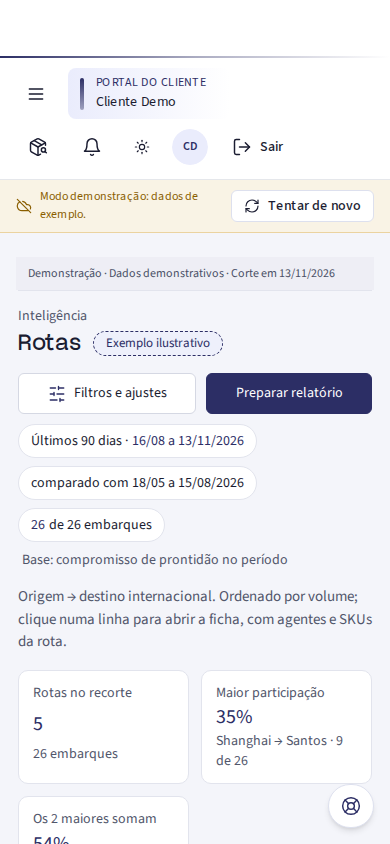 PORTAL DO CLIENTE
Cliente Demo
CD
Sair
Modo demonstração: dados de
exemplo.
Tentar de novo
Demonstração · Dados demonstrativos · Corte em 13/11/2026
Inteligência
Rotas
Exemplo ilustrativo
Filtros e ajustes
Preparar relatório
Últimos 90 dias · 16/08 a 13/11/2026
comparado com 18/05 a 15/08/2026
26 de 26 embarques
Base: compromisso de prontidão no período
Origem → destino internacional. Ordenado por volume;
clique numa linha para abrir a ficha, com agentes e SKUs
da rota.
Rotas no recorte
5
26 embarques
Maior participação
35%
Shanghai → Santos · 9
de 26
Os 2 maiores somam
54%